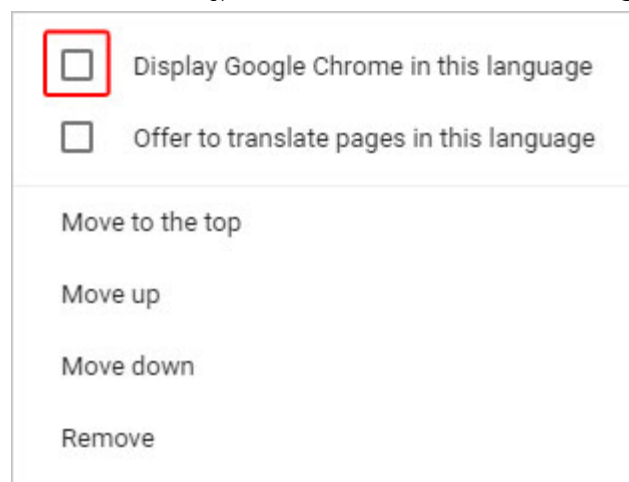 Display Google Chrome in this language
Offer to translate pages in this language
Move to the top
Move up
Move down
Remove